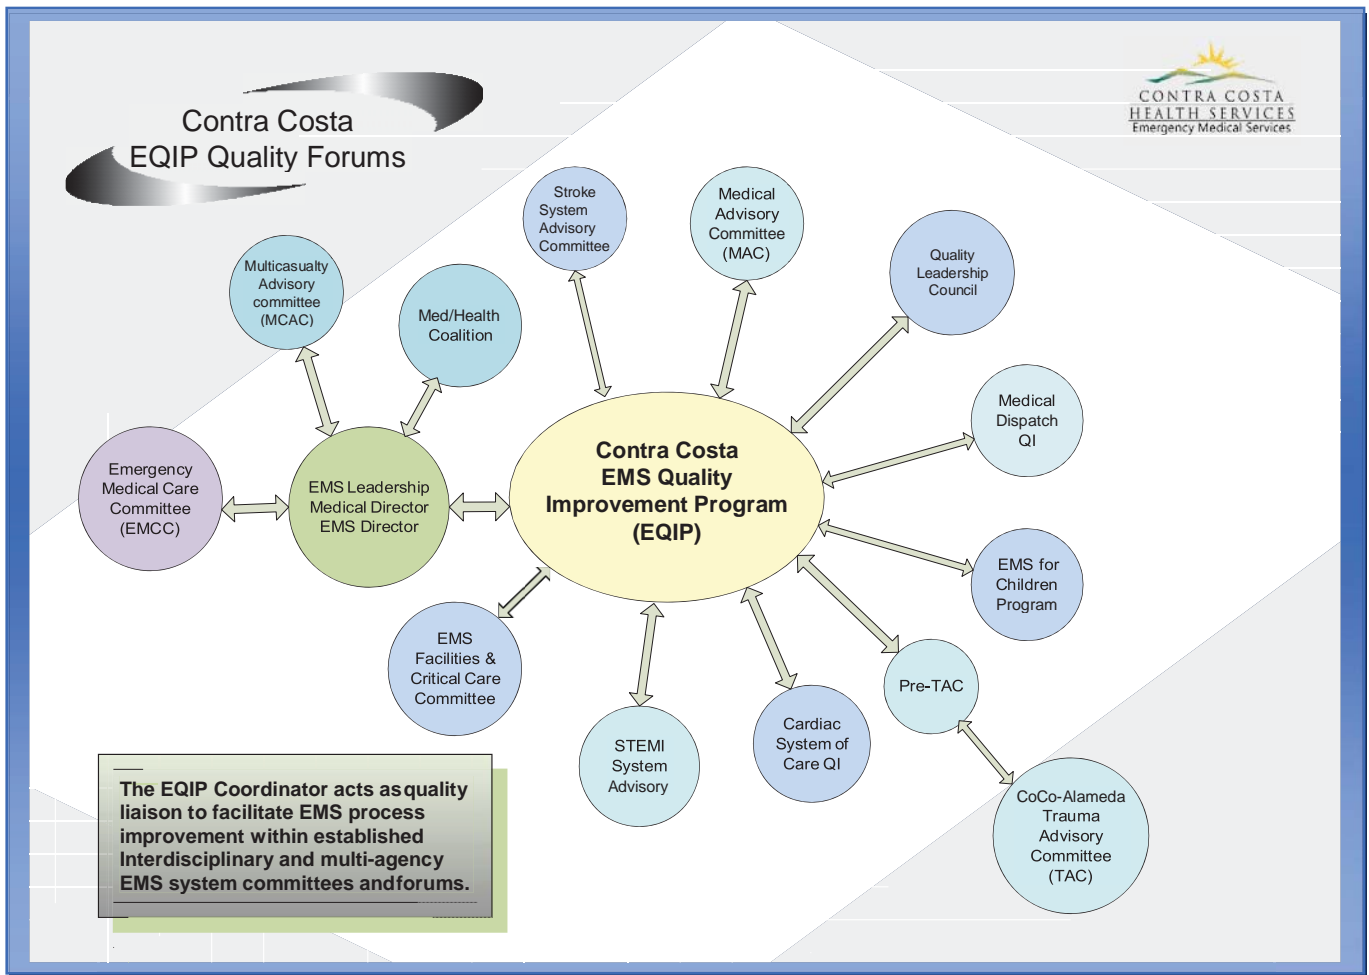 Contra Costa
EQIP Quality Forums
CONTRA COSTA
HEALTH SERVICES
Emergency Medical Services
Stroke
System
Advisory
Committee
Medical
Advisory
Committee
(MAC)
Quality
Leadership
Council
Multicasualty
Advisory
committee
(MCAC)
Med/Health
Coalition
Medical
Dispatch
QI
Emergency
Medical Care
Committee
(EMCC)
EMS Leadership
Medical Director
EMS Director
Contra Costa
EMS Quality
Improvement Program
(EQIP)
EMS for
Children
Program
EMS
Facilities &
Critical Care
Committee
Pre-TAC
STEMI
System
Advisory
Cardiac
System of
Care QI
CoCo-Alameda
Trauma
Advisory
Committee
(TAC)
The EQIP Coordinator acts asquality
liaison to facilitate EMS process
improvement within established
Interdisciplinary and multi-agency
EMS system committees andforums.